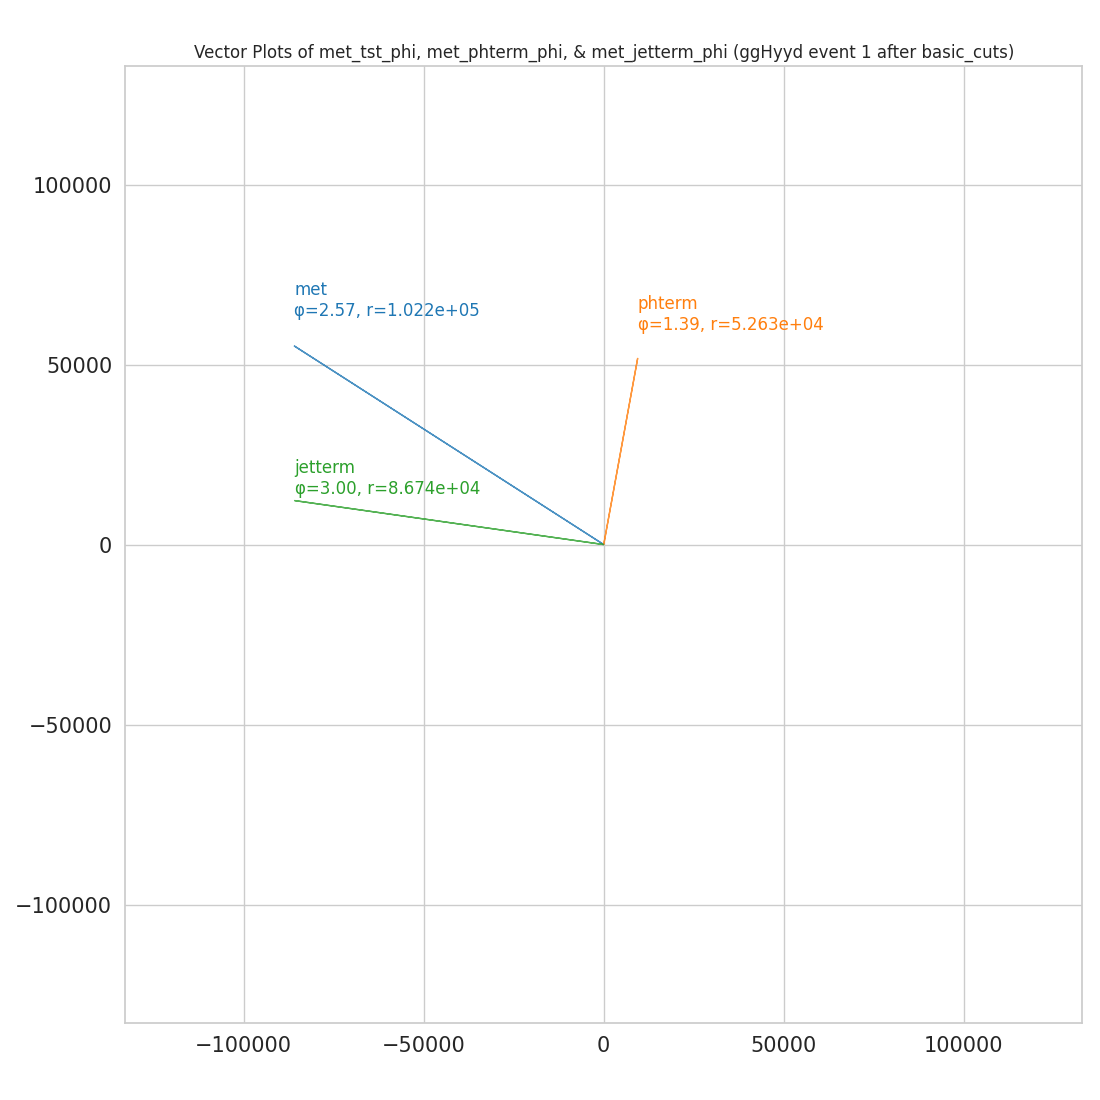 Vector Plots of met_tst_phi, met_phterm_phi, & met_jetterm_phi (ggHyyd event 1 after basic_cuts)
100000
50000
0
−50000
−100000
met
φ=2.57, r=1.022e+05
phterm
φ=1.39, r=5.263e+04
jetterm
φ=3.00, r=8.674e+04
−100000
−50000
0
50000
100000